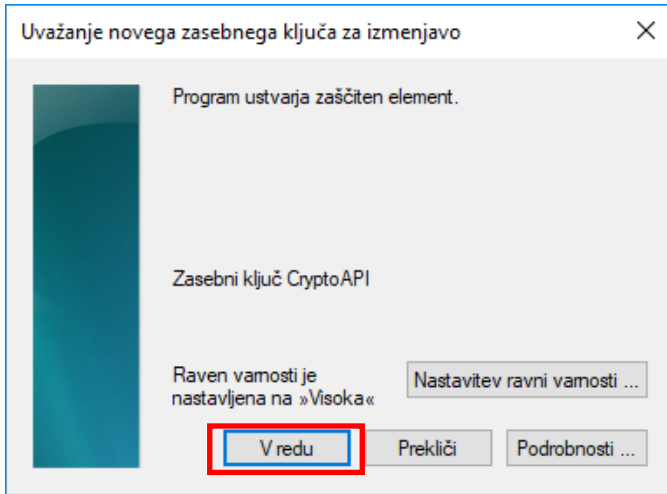 Uvažanje novega zasebnega ključa za izmenjavo
Program ustvarja zaščiten element.
Zasebni ključ CryptoAPI
Raven varnosti je
nastavljena na »Visoka«
Nastavitev ravni varnosti ...
V redu
Prekliči
Podrobnosti ...